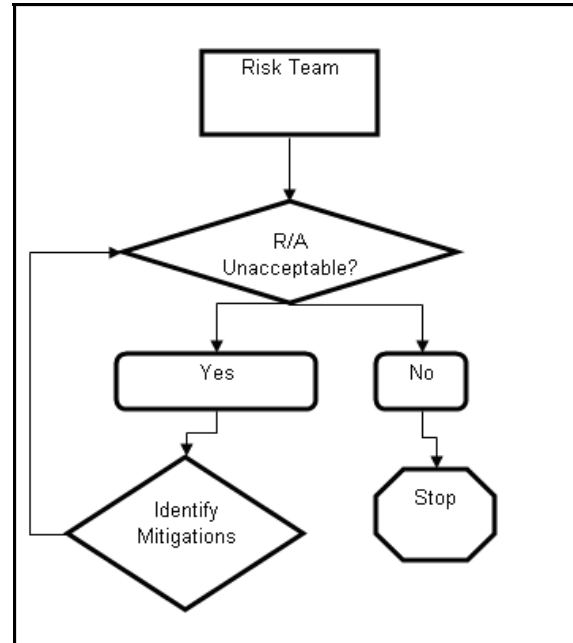 Risk Team
R/A
Unacceptable?
Yes
No
Identify
Mitigations
Stop